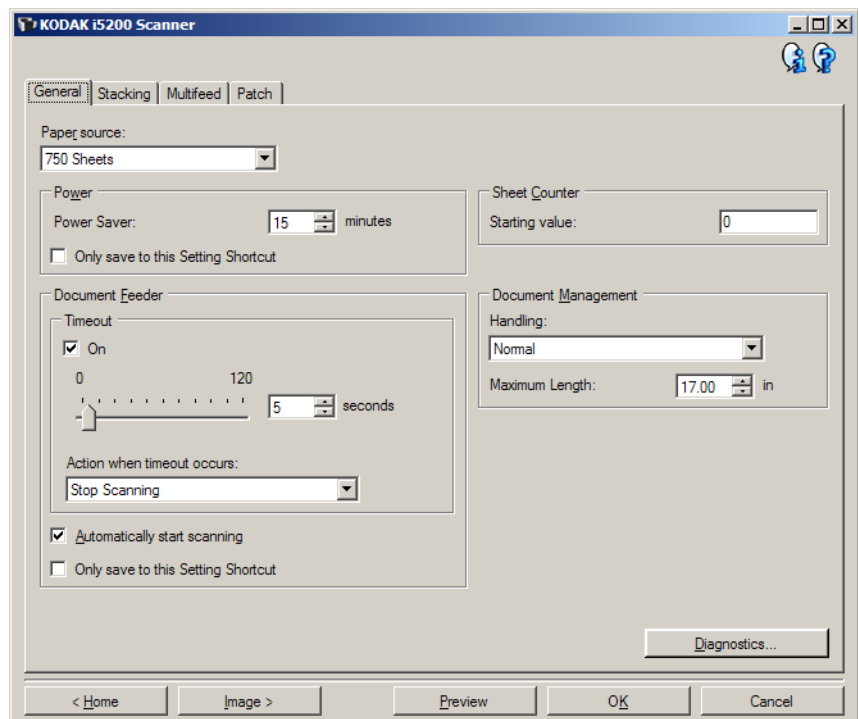 KODAK i5200 Scanner
General Stacking Multifeed Patch
Paper source:
750 Sheets
Power
Power Saver: 15 minutes
Only save to this Setting Shortcut
Sheet Counter
Starting value: 0
Document Feeder
Timeout
On
0 120
5 seconds
Action when timeout occurs:
Stop Scanning
Automatically start scanning
Only save to this Setting Shortcut
Document Management
Handling:
Normal
Maximum Length: 17.00 in
Diagnostics...
< Home Image > Preview OK Cancel